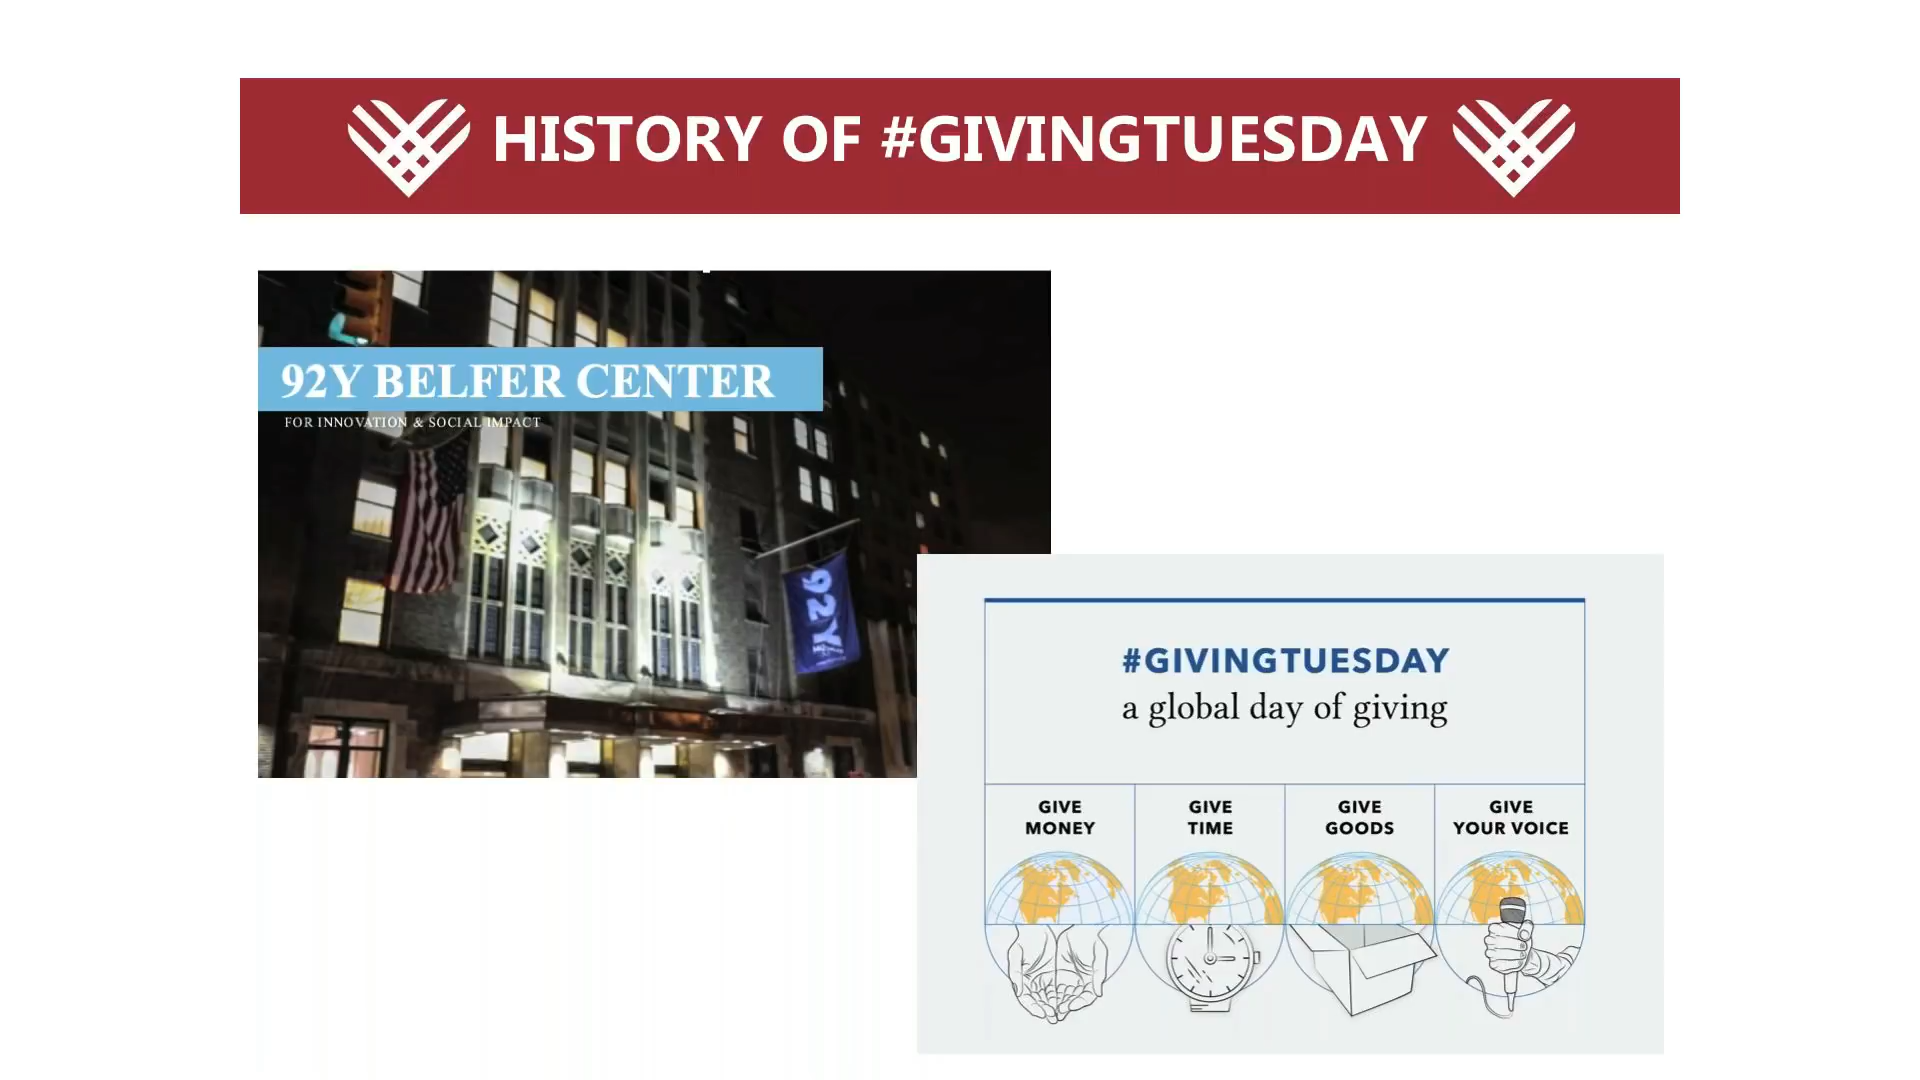 HISTORY OF #GIVINGTUESDAY
92Y BELFER CENTER
FOR INNOVATION & SOCIAL IMPACT
92Y
#GIVINGTUESDAY
a global day of giving
GIVE
MONEY
GIVE
TIME
GIVE
GOODS
GIVE
YOUR VOICE